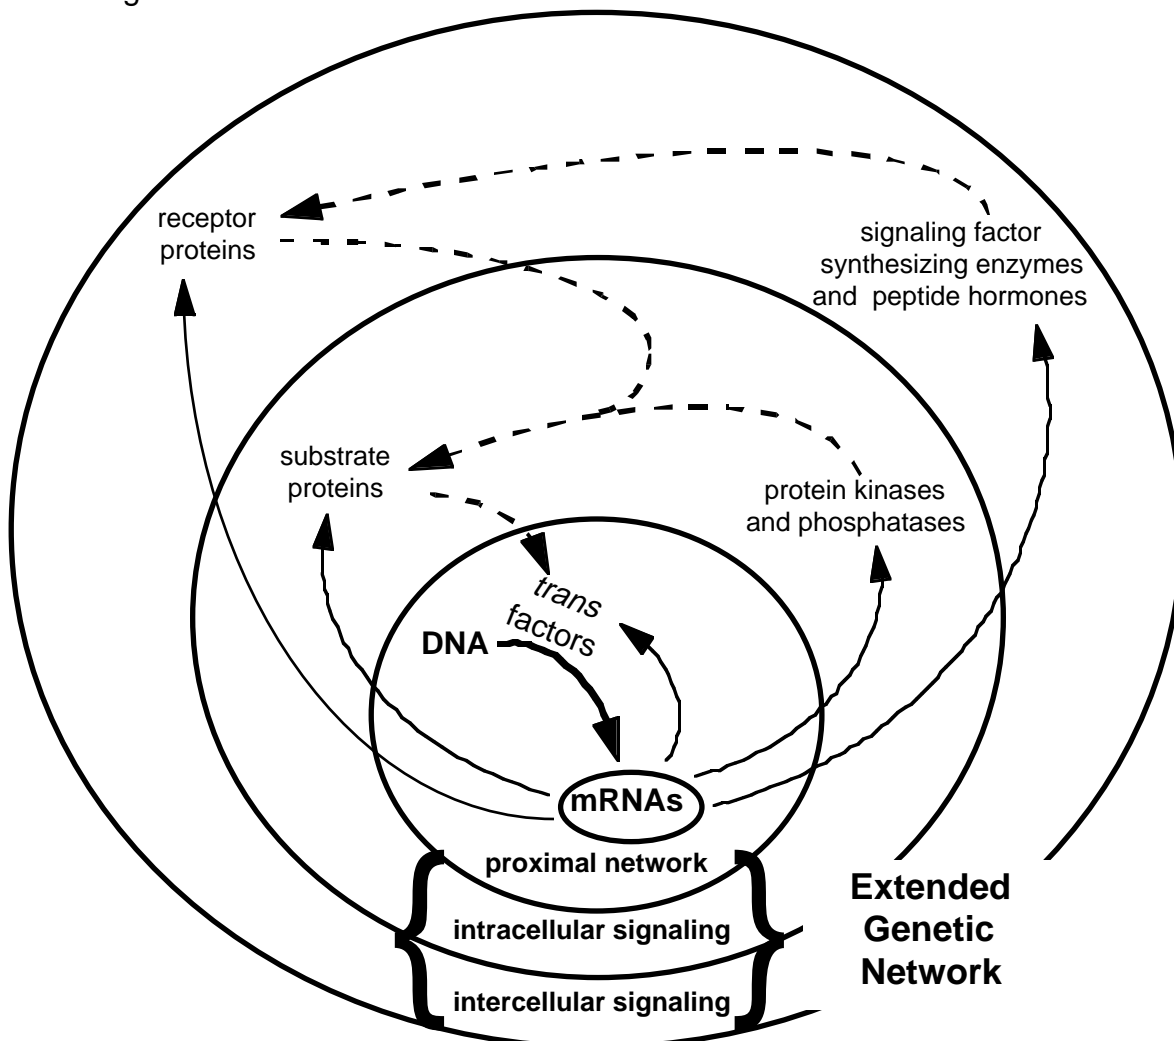 receptor
proteins
signaling factor
synthesizing enzymes
and peptide hormones
substrate
proteins
protein kinases
and phosphatases
trans
factors
DNA
mRNAs
proximal network
intracellular signaling
intercellular signaling
Extended
Genetic
Network